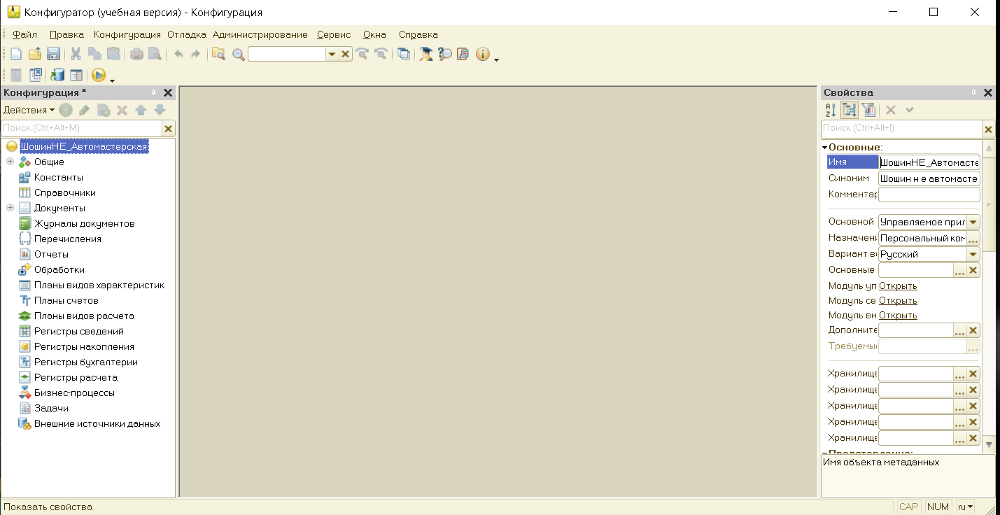 Конфигуратор (учебная версия) - Конфигурация
Файл Правка Конфигурация Отладка Администрирование Сервис Окна Справка
Конфигурация *
Действия
Поиск (Ctrl+Alt+M)
ШошинНЕ_Автомастерская
Общие
Константы
Справочники
Документы
Журналы документов
Перечисления
Отчеты
Обработки
Планы видов характеристик
Планы счетов
Планы видов расчета
Регистры сведений
Регистры накопления
Регистры бухгалтерии
Регистры расчета
Бизнес-процессы
Задачи
Внешние источники данных
Свойства
Поиск (Ctrl+Alt+I)
Основные:
Имя ШошинНЕ_Автомасте
Синоним Шошин н е автомасте
Комментар
Основной Управляемое прил
Назначени Персональный ком
Вариант в Русский
Основные
Модуль уп Открыть
Модуль се Открыть
Модуль вн Открыть
Дополните
Требуемы
Хранилище
Хранилище
Хранилище
Хранилище
Хранилище
Имя объекта метаданных
Показать свойства CAP NUM ru